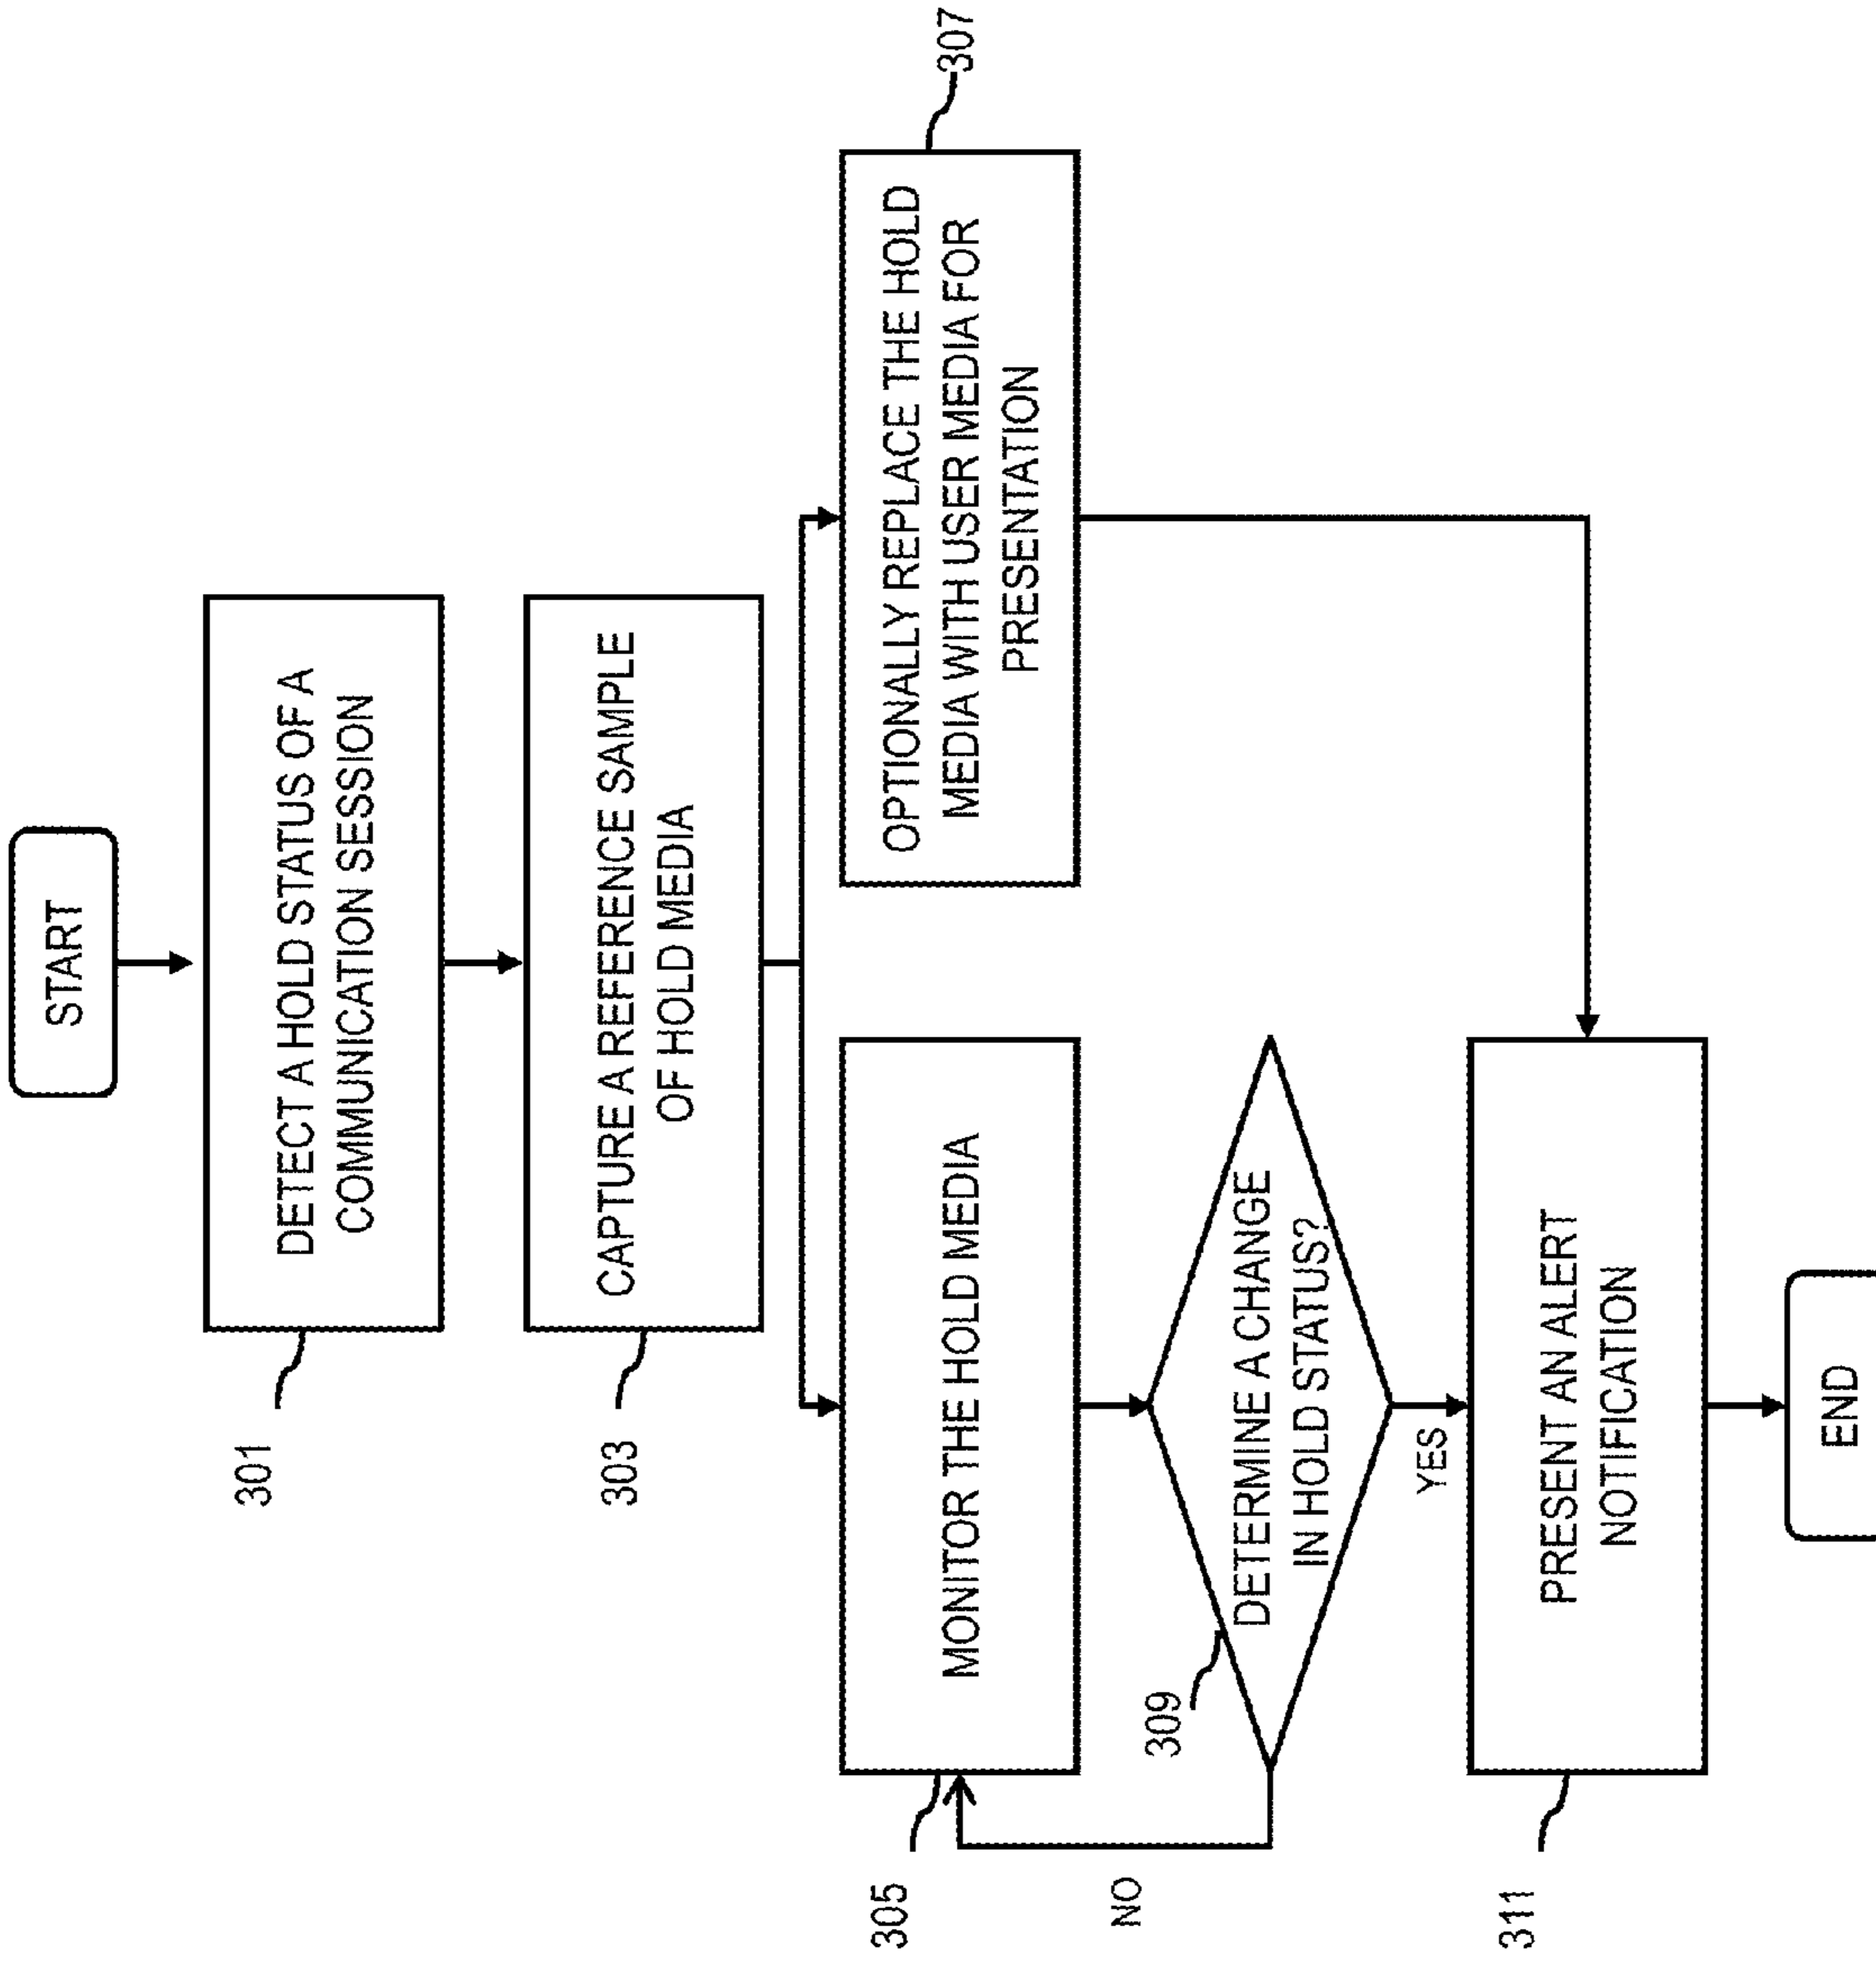 START
DETECT A HOLD STATUS OF A
COMMUNICATION SESSION
301
CAPTURE A REFERENCE SAMPLE
OF HOLD MEDIA
303
MONITOR THE HOLD MEDIA
305
OPTIONALLY REPLACE THE HOLD
MEDIA WITH USER MEDIA FOR
PRESENTATION
307
DETERMINE A CHANGE
IN HOLD STATUS?
309
NO
YES
PRESENT AN ALERT
NOTIFICATION
311
END